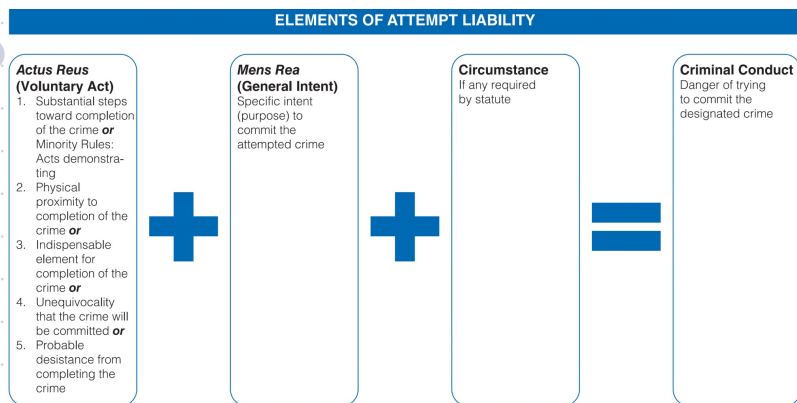 ELEMENTS OF ATTEMPT LIABILITY
Actus Reus
(Voluntary Act)
1. Substantial steps
toward completion
of the crime or
Minority Rules:
Acts demonstra-
ting
2. Physical
proximity to
completion of the
crime or
3. Indispensable
element for
completion of the
crime or
4. Unequivocality
that the crime will
be committed or
5. Probable
desistance from
completing the
crime
Mens Rea
(General Intent)
Specific intent
(purpose) to
commit the
attempted crime
Circumstance
If any required
by statute
Criminal Conduct
Danger of trying
to commit the
designated crime